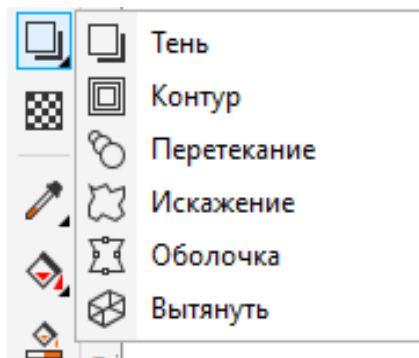 Тень
Контур
Перетекание
Искажение
Оболочка
Вытянуть